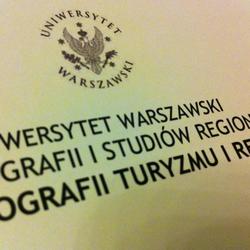 UNIWERSYTET
WARSZAWSKI
WERSYTET WARSZAWSKI
GRAFII I STUDIÓW REGION
OGRAFII TURYZMU I RE